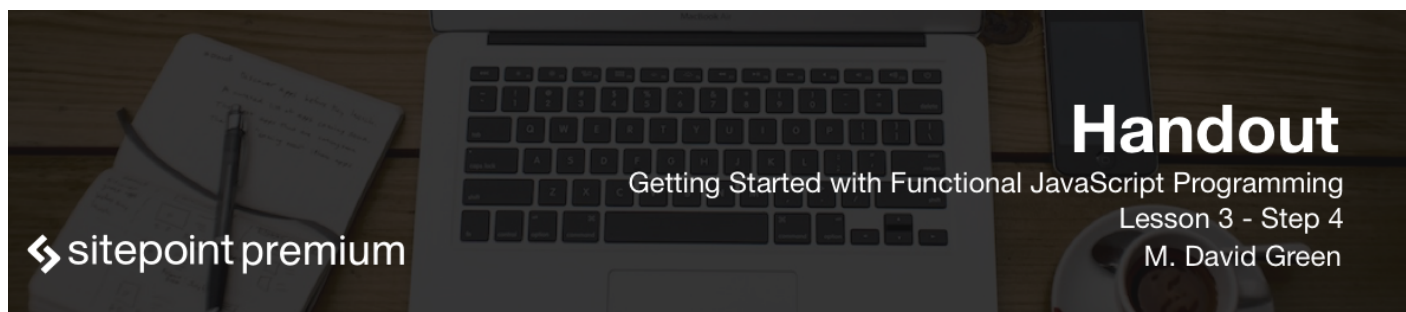 Handout
Getting Started with Functional JavaScript Programming
Lesson 3 - Step 4
M. David Green
sitepoint premium